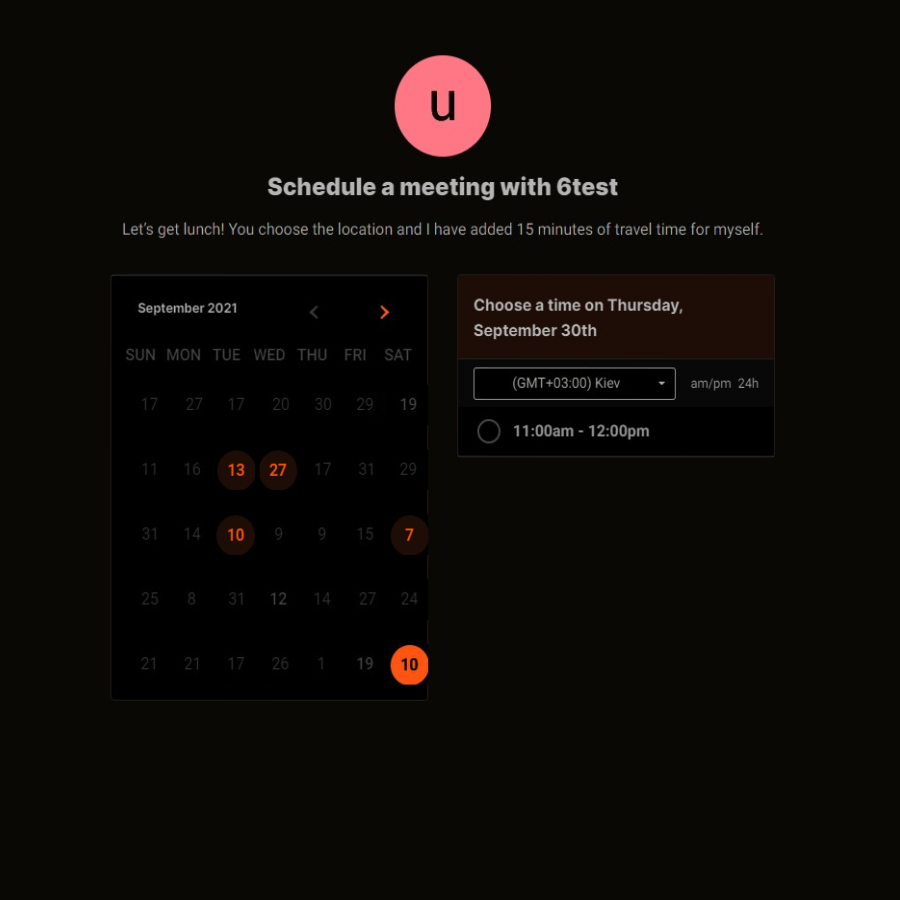 u
Schedule a meeting with 6test
Let's get lunch! You choose the location and I have added 15 minutes of travel time for myself.
September 2021
SUN MON TUE WED THU FRI SAT
17 27 17 20 30 29 19
11 16 13 27 17 31 29
31 14 10 9 9 15 7
25 8 31 12 14 27 24
21 21 17 26 1 19 10
Choose a time on Thursday,
September 30th
(GMT+03:00) Kiev am/pm 24h
11:00am - 12:00pm